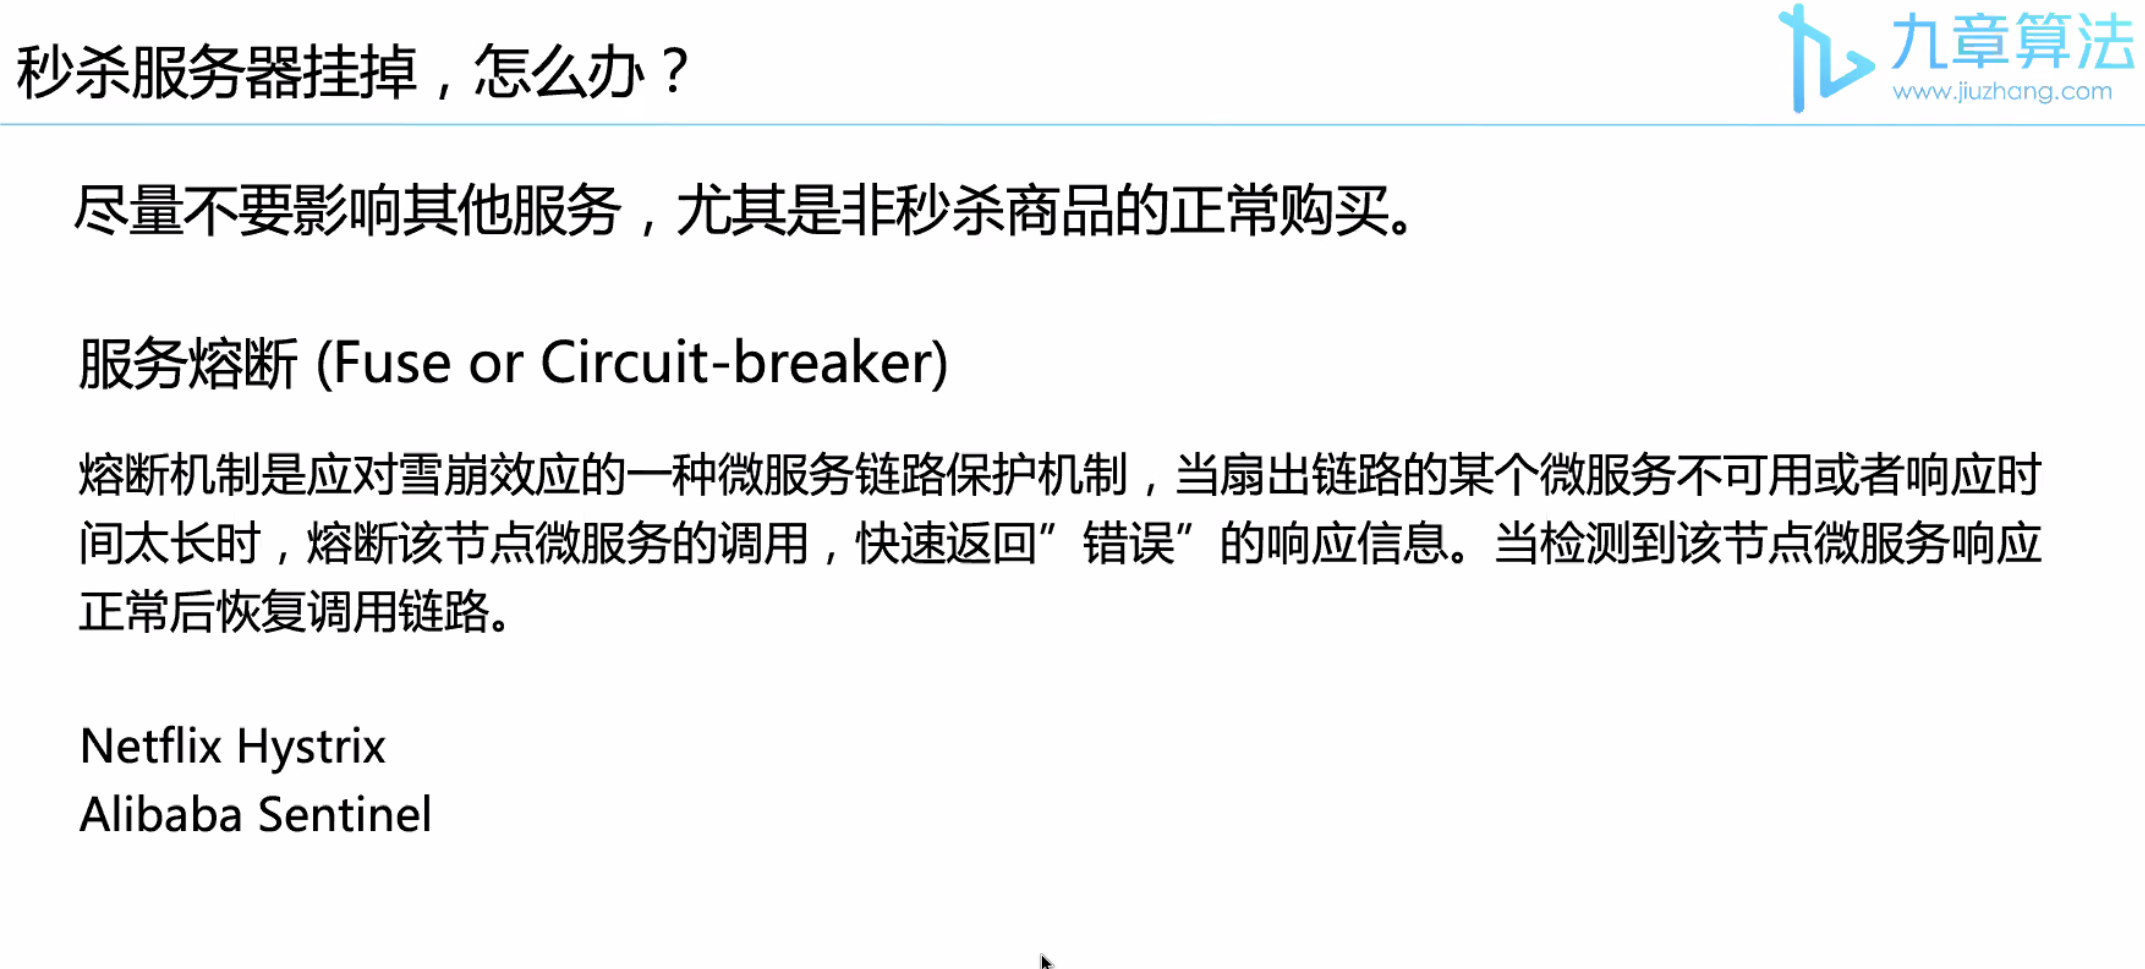 秒杀服务器挂掉，怎么办？
九章算法
www.jiuzhang.com
尽量不要影响其他服务，尤其是非秒杀商品的正常购买。
服务熔断 (Fuse or Circuit-breaker)
熔断机制是应对雪崩效应的一种微服务链路保护机制，当扇出链路的某个微服务不可用或者响应时
间太长时，熔断该节点微服务的调用，快速返回”错误”的响应信息。当检测到该节点微服务响应
正常后恢复调用链路。
Netflix Hystrix
Alibaba Sentinel